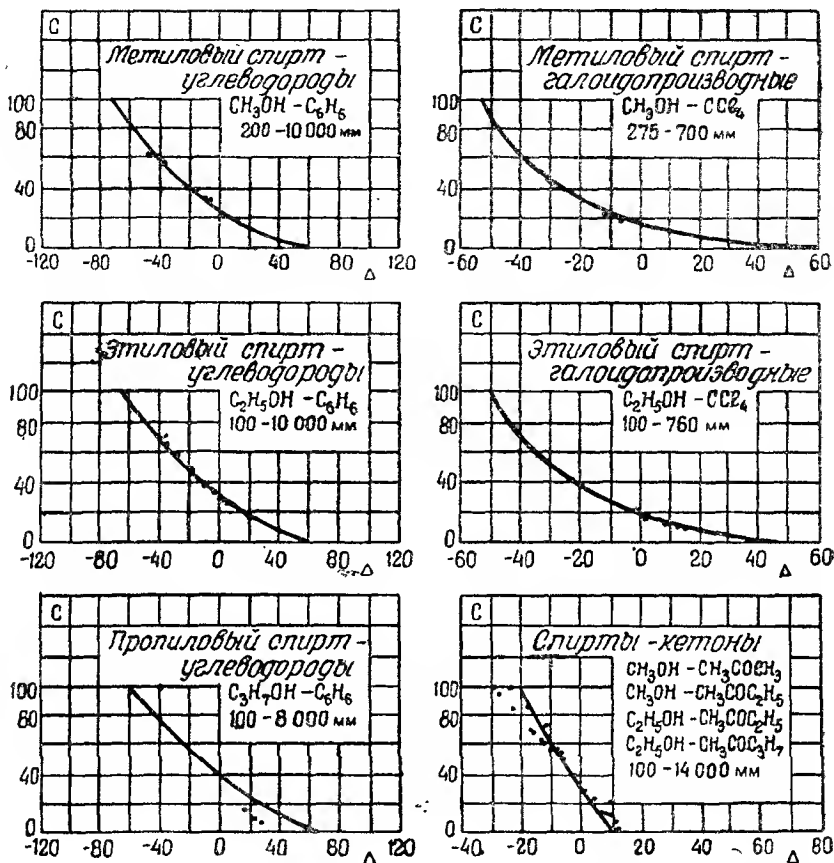 С
Метиловый спирт -
углеводороды
CH₃OH - C₆H₆
200 - 10 000 мм
100
80
40
0
-120 -80 -40 0 40 80 120
Δ
С
Метиловый спирт -
галоидопроизводные
CH₃OH - CCl₄
275 - 700 мм
100
80
40
0
-60 -40 -20 0 20 40 60
Δ
С
Этиловый спирт -
углеводороды
C₂H₅OH - C₆H₆
100 - 10 000 мм
100
80
40
0
-120 -80 -40 0 40 80 120
Δ
С
Этиловый спирт -
галоидопроизводные
C₂H₅OH - CCl₄
100 - 760 мм
100
80
40
0
-60 -40 -20 0 20 40 60
Δ
С
Пропиловый спирт -
углеводороды
C₃H₇OH - C₆H₆
100 - 8 000 мм
100
80
40
0
-120 -80 -40 0 40 80 120
Δ
С
Спирты - кетоны
CH₃OH - CH₃COCH₃
CH₃OH - CH₃COC₂H₅
C₂H₅OH - CH₃COC₂H₅
C₂H₅OH - CH₃COC₃H₇
100 - 14 000 мм
100
80
40
0
-40 -20 0 20 40 60 80
Δ